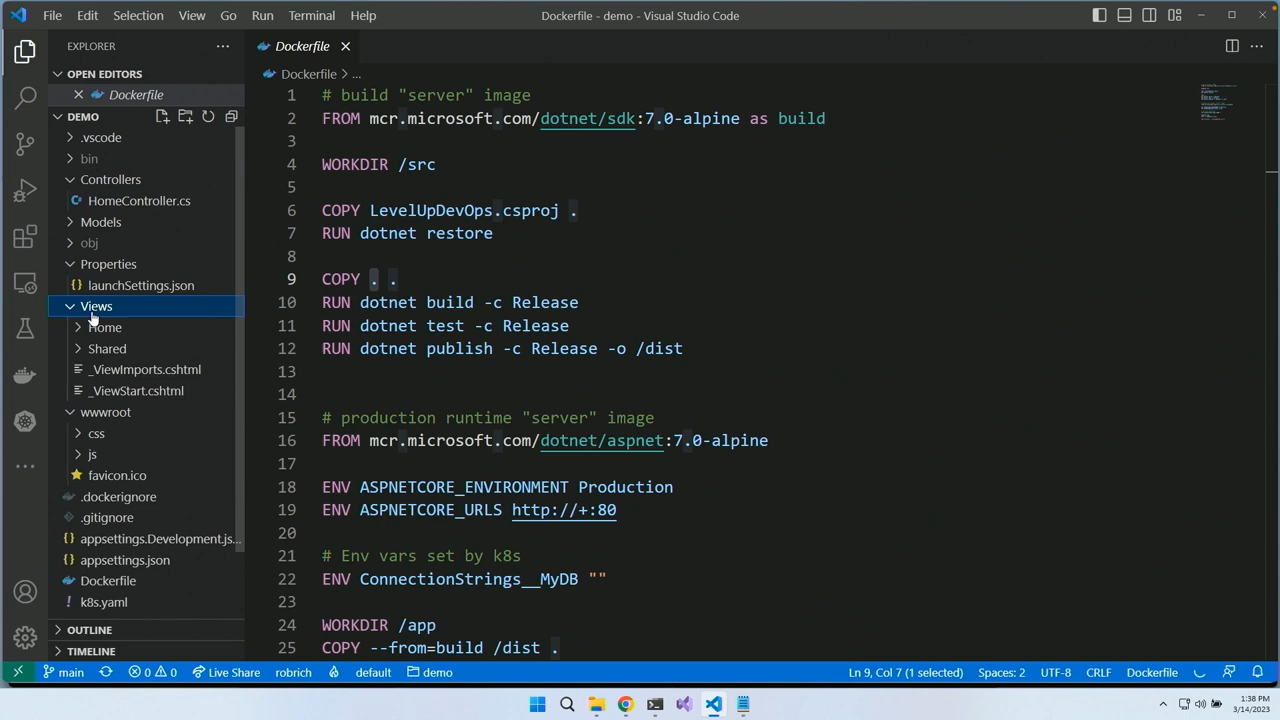 File Edit Selection View Go Run Terminal Help Dockerfile - demo - Visual Studio Code
EXPLORER
OPEN EDITORS
Dockerfile
DEMO
.vscode
bin
Controllers
HomeController.cs
Models
obj
Properties
launchSettings.json
Views
Home
Shared
_ViewImports.cshtml
_ViewStart.cshtml
wwwroot
css
js
favicon.ico
.dockerignore
.gitignore
appsettings.Development.js...
appsettings.json
Dockerfile
k8s.yaml
OUTLINE
TIMELINE
Dockerfile
Dockerfile > ...
1 # build "server" image
2 FROM mcr.microsoft.com/dotnet/sdk:7.0-alpine as build
3
4 WORKDIR /src
5
6 COPY LevelUpDevOps.csproj .
7 RUN dotnet restore
8
9 COPY . .
10 RUN dotnet build -c Release
11 RUN dotnet test -c Release
12 RUN dotnet publish -c Release -o /dist
13
14
15 # production runtime "server" image
16 FROM mcr.microsoft.com/dotnet/aspnet:7.0-alpine
17
18 ENV ASPNETCORE_ENVIRONMENT Production
19 ENV ASPNETCORE_URLS http://+:80
20
21 # Env vars set by k8s
22 ENV ConnectionStrings__MyDB ""
23
24 WORKDIR /app
25 COPY --from=build /dist .
main 0 0 Live Share robrich default demo Ln 9, Col 7 (1 selected) Spaces: 2 UTF-8 CRLF Dockerfile
1:38 PM
3/14/2023